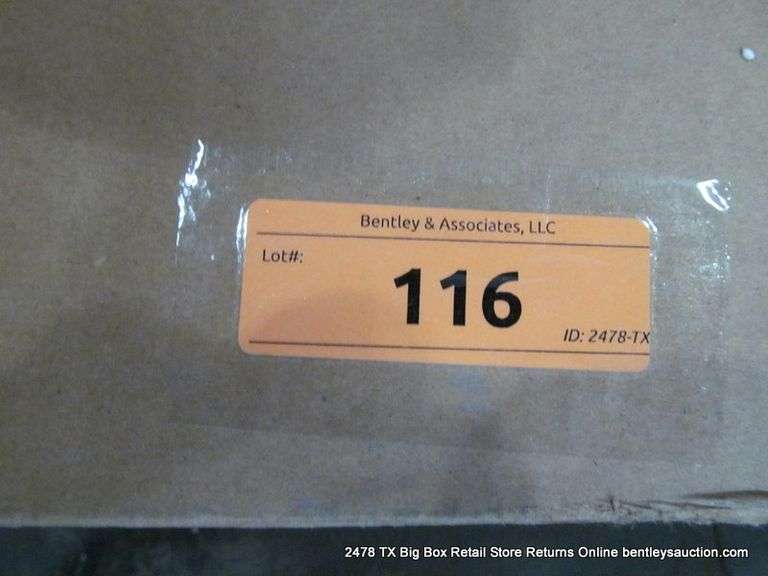 Bentley & Associates, LLC
Lot#:
116
ID: 2478-TX
2478 TX Big Box Retail Store Returns Online bentleysauction.com